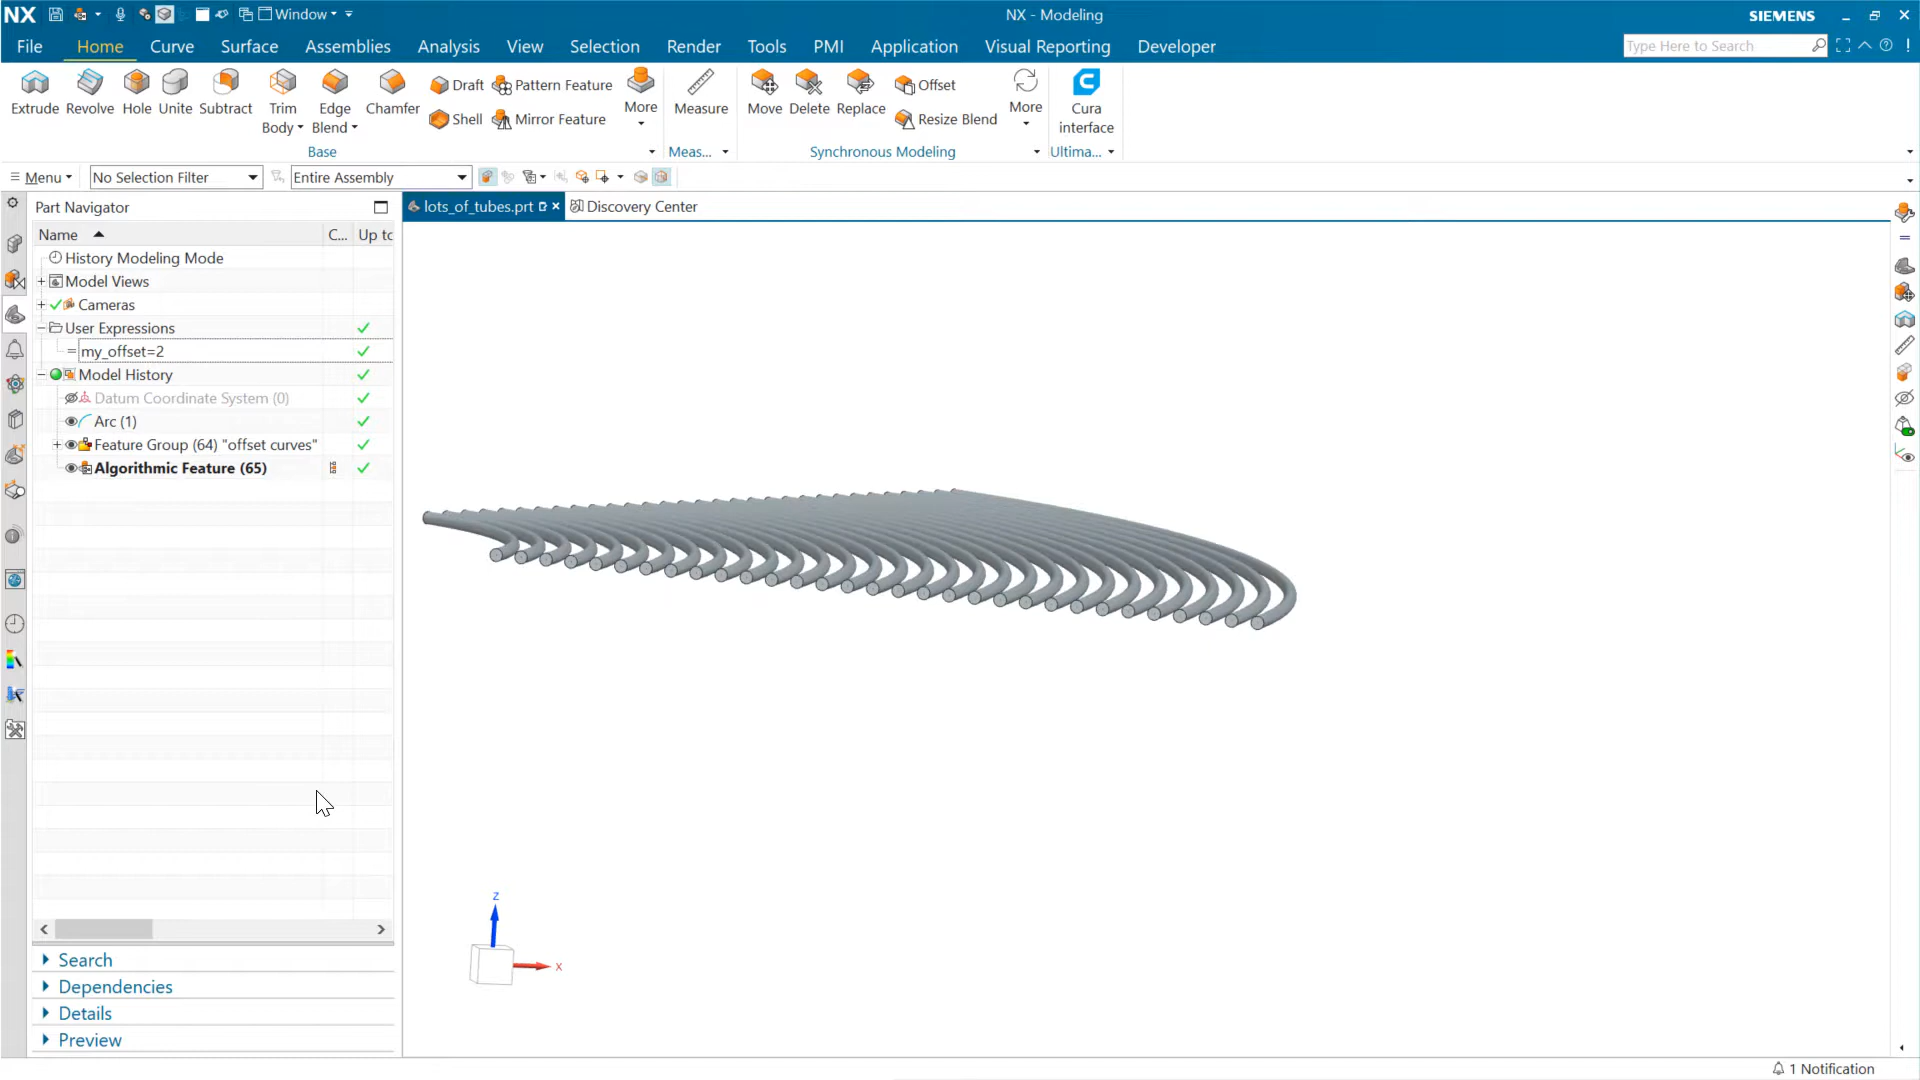 NX Window NX - Modeling SIEMENS
File Home Curve Surface Assemblies Analysis View Selection Render Tools PMI Application Visual Reporting Developer Type Here to Search
Extrude Revolve Hole Unite Subtract Trim Body Edge Blend Chamfer Draft Shell Pattern Feature Mirror Feature More Measure Move Delete Replace Offset Resize Blend More Cura interface
Base Meas... Synchronous Modeling Ultima...
Menu No Selection Filter Entire Assembly
Part Navigator lots_of_tubes.prt Discovery Center
Name C... Up to
History Modeling Mode
Model Views
Cameras
User Expressions
my_offset=2
Model History
Datum Coordinate System (0)
Arc (1)
Feature Group (64) "offset curves"
Algorithmic Feature (65)
Z
X
Search
Dependencies
Details
Preview
1 Notification